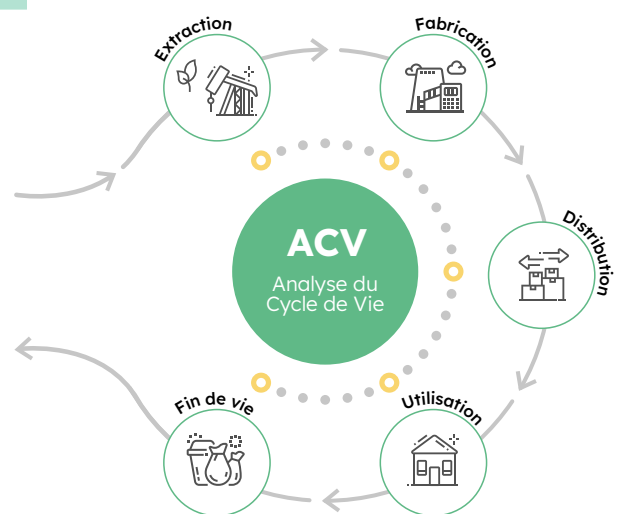 Extraction
Fabrication
Distribution
ACV
Analyse du
Cycle de Vie
Fin de vie
Utilisation